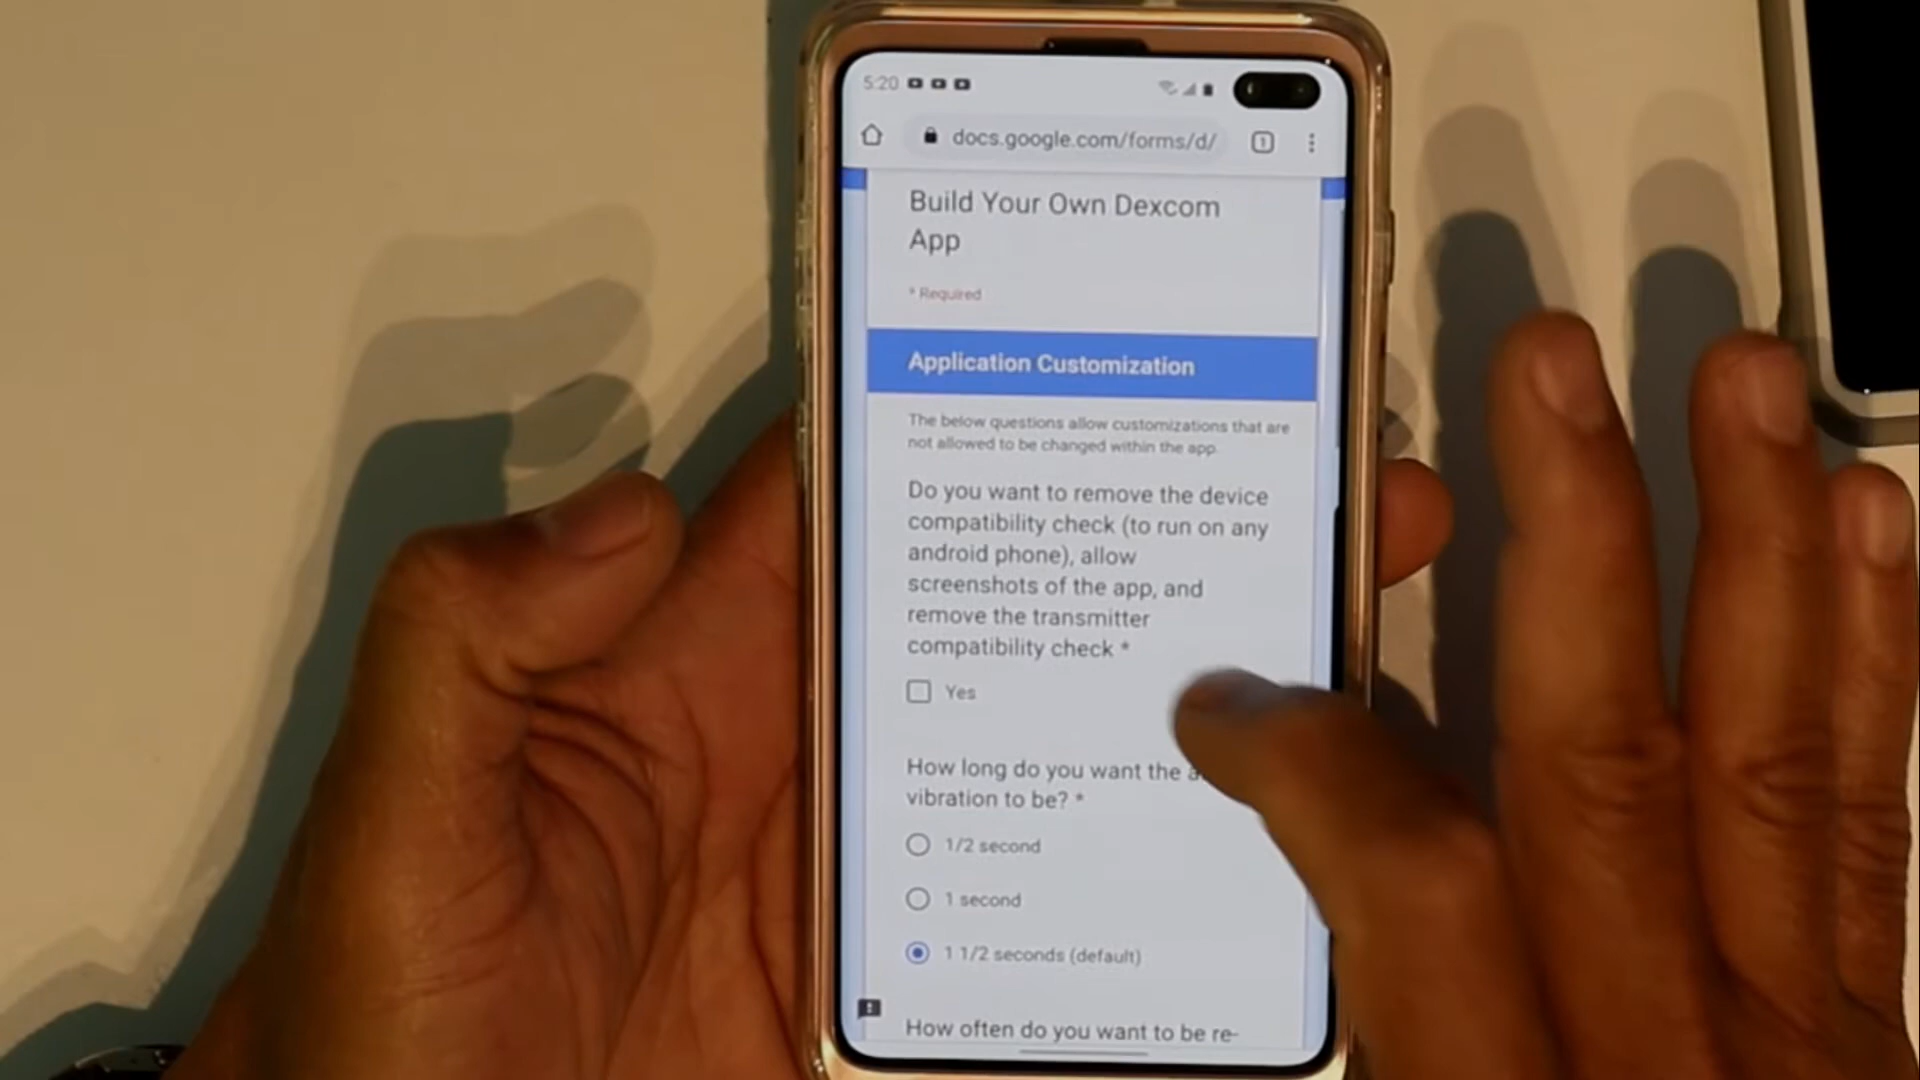 5:20
docs.google.com/forms/d/
1
Build Your Own Dexcom
App
* Required
Application Customization
The below questions allow customizations that are
not allowed to be changed within the app.
Do you want to remove the device
compatibility check (to run on any
android phone), allow
screenshots of the app, and
remove the transmitter
compatibility check *
Yes
How long do you want the
vibration to be? *
1/2 second
1 second
1 1/2 seconds (default)
How often do you want to be re-